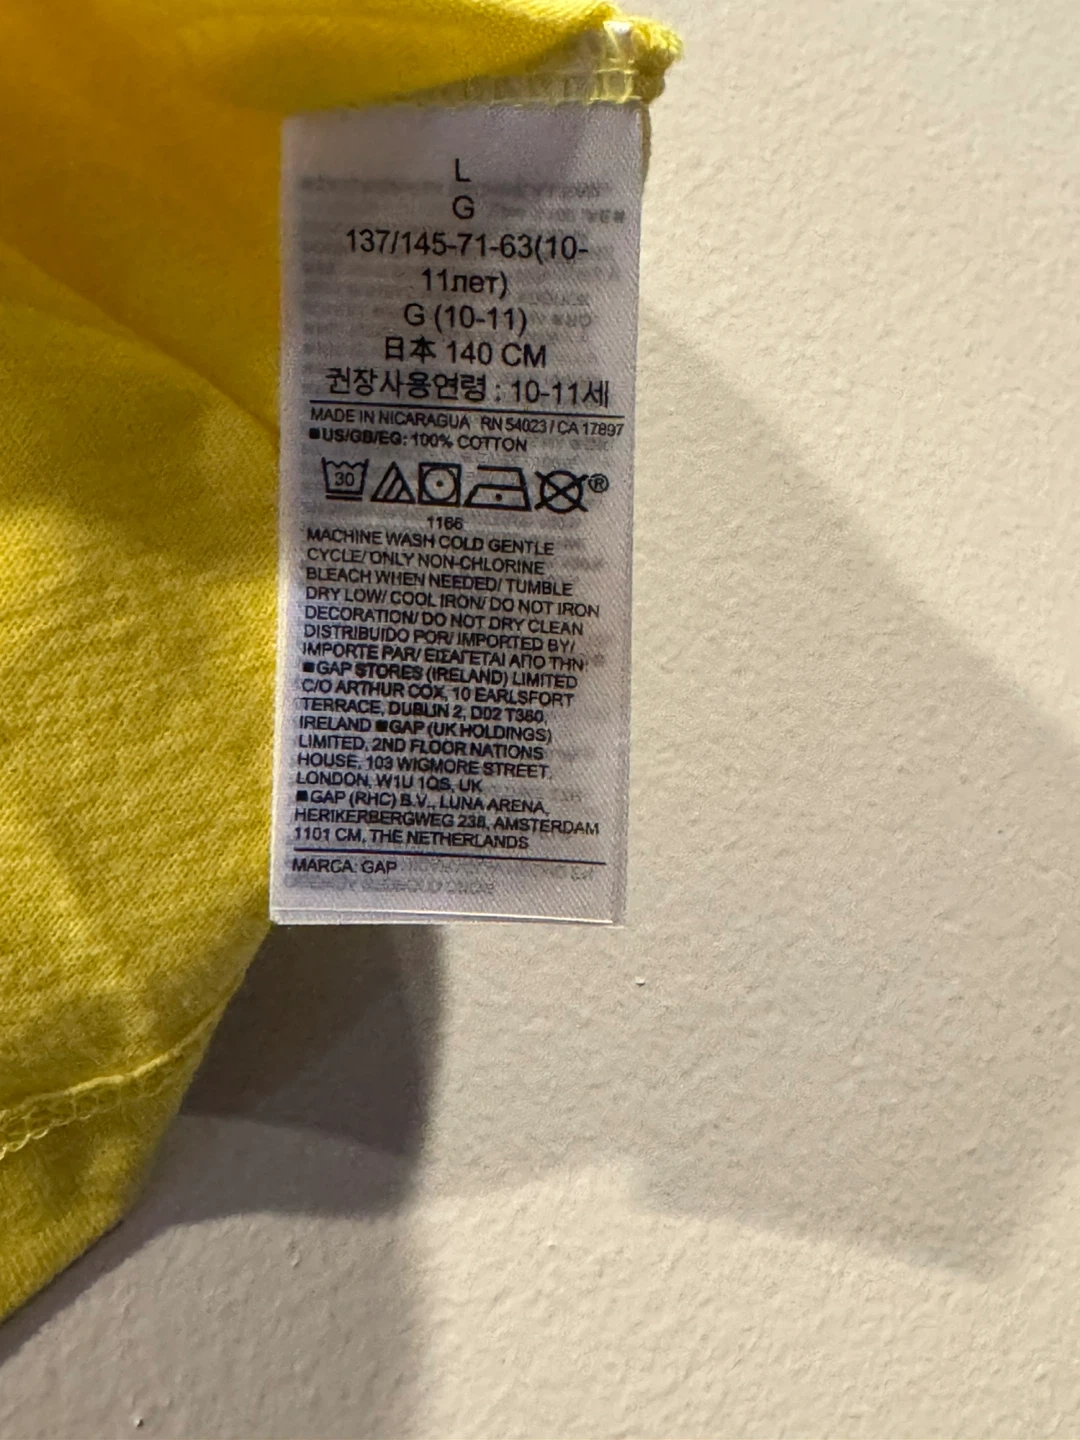 L
G
137/145-71-63(10-
11лет)
G (10-11)
日本 140 CM
권장사용연령 : 10-11세
MADE IN NICARAGUA RN 54023 / CA 17897
■US/GB/EG: 100% COTTON
30
®
1166
MACHINE WASH COLD GENTLE
CYCLE/ ONLY NON-CHLORINE
BLEACH WHEN NEEDED/ TUMBLE
DRY LOW/ COOL IRON/ DO NOT IRON
DECORATION/ DO NOT DRY CLEAN
DISTRIBUIDO POR/ IMPORTED BY/
IMPORTE PAR/ ΕΙΣΑΓΕΤΑΙ ΑΠΟ ΤΗΝ:
■GAP STORES (IRELAND) LIMITED
C/O ARTHUR COX, 10 EARLSFORT
TERRACE, DUBLIN 2, D02 T380,
IRELAND ■GAP (UK HOLDINGS)
LIMITED, 2ND FLOOR NATIONS
HOUSE, 103 WIGMORE STREET,
LONDON, W1U 1QS, UK
■GAP (RHC) B.V., LUNA ARENA,
HERIKERBERGWEG 238, AMSTERDAM
1101 CM, THE NETHERLANDS
MARCA: GAP